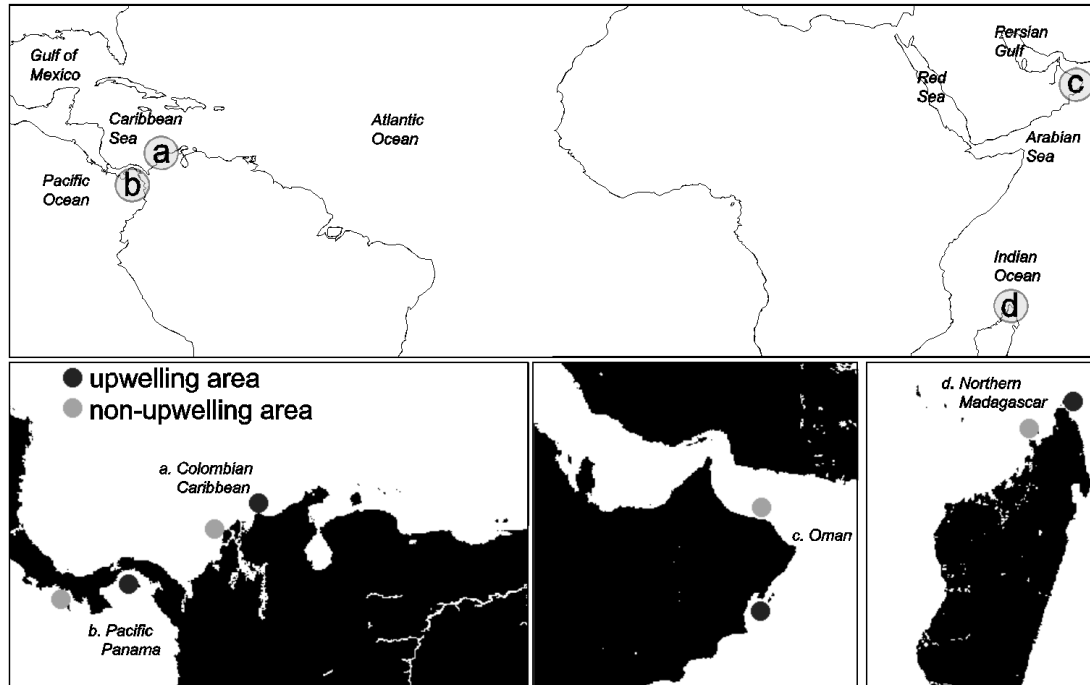 Gulf of
Mexico
Caribbean
Sea
a
b
Pacific
Ocean
Atlantic
Ocean
Persian
Gulf
c
Red
Sea
Arabian
Sea
Indian
Ocean
d
upwelling area
non-upwelling area
a. Colombian
Caribbean
b. Pacific
Panama
c. Oman
d. Northern
Madagascar